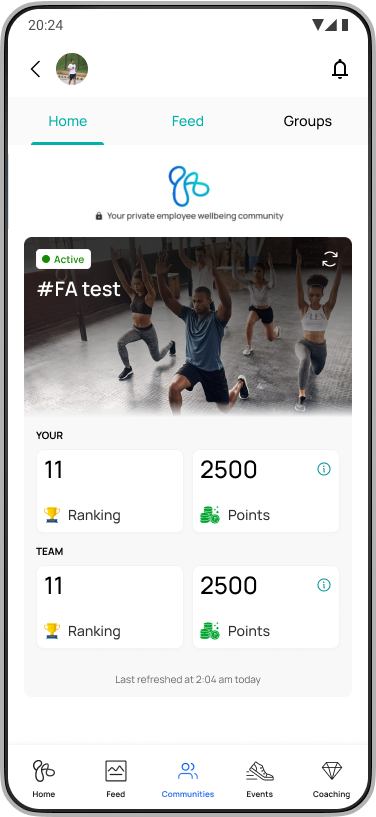 20:24
Home Feed Groups
Your private employee wellbeing community
Active
#FA test
YOUR
11 2500
Ranking Points
TEAM
11 2500
Ranking Points
Last refreshed at 2:04 am today
Home Feed Communities Events Coaching